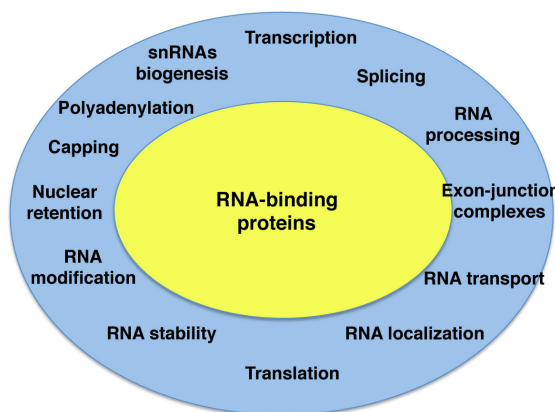 Transcription
snRNAs
biogenesis
Splicing
Polyadenylation
RNA
processing
Capping
Nuclear
retention
RNA-binding
proteins
Exon-junction
complexes
RNA
modification
RNA transport
RNA stability
RNA localization
Translation